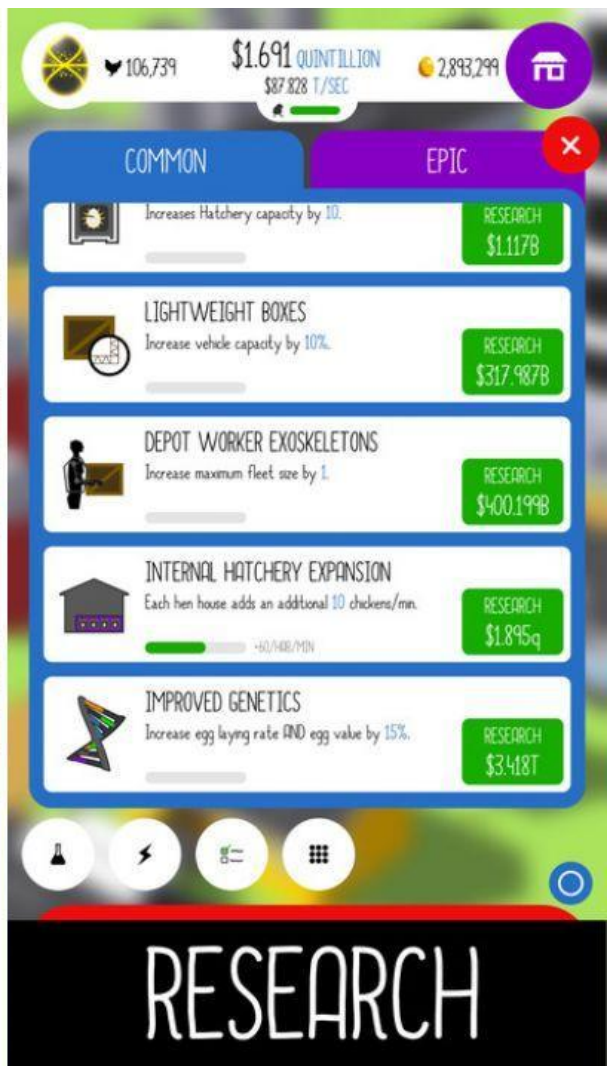 106,739
$1.691 QUINTILLION
2,893,299
$87.828 T/SEC
COMMON
EPIC
Increases Hatchery capacity by 10.
RESEARCH
$1.117B
LIGHTWEIGHT BOXES
Increase vehicle capacity by 10%.
RESEARCH
$317.987B
DEPOT WORKER EXOSKELETONS
Increase maximum fleet size by 1.
RESEARCH
$400.199B
INTERNAL HATCHERY EXPANSION
Each hen house adds an additional 10 chickens/min.
RESEARCH
$1.895q
+60/HAB/MIN
IMPROVED GENETICS
Increase egg laying rate AND egg value by 15%.
RESEARCH
$3.418T
RESEARCH